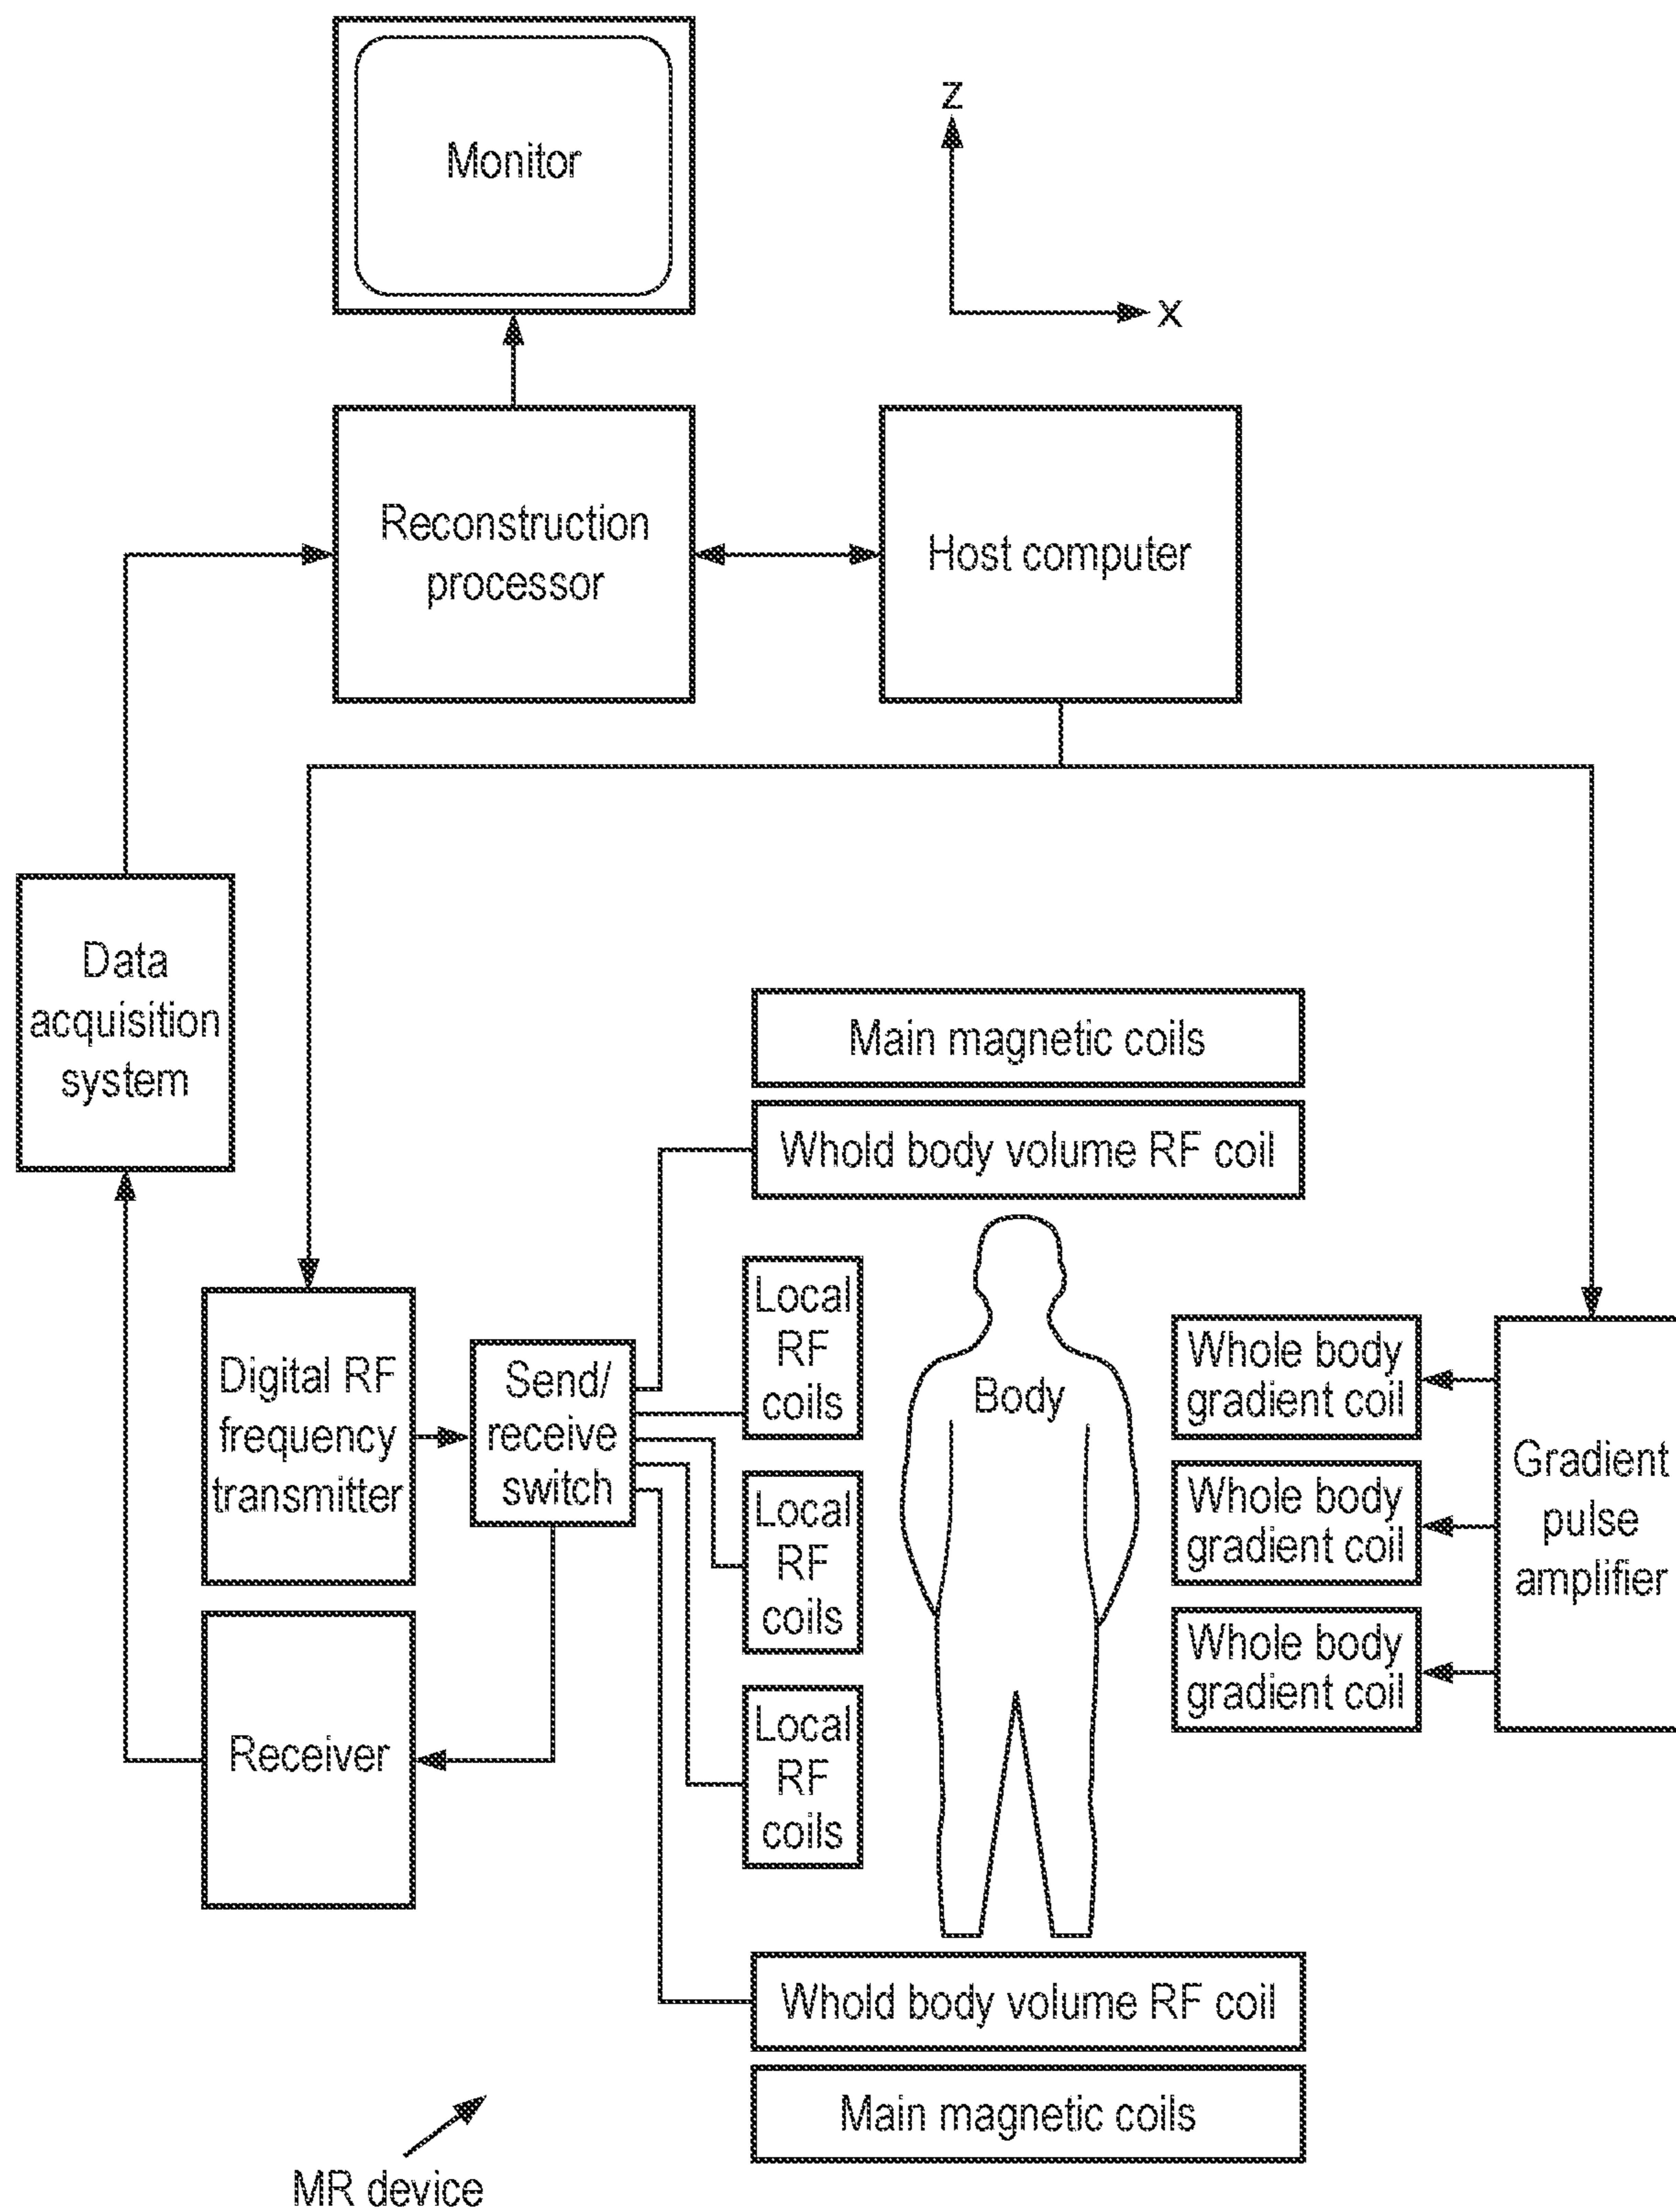 Monitor
z
x
Reconstruction
processor
Host computer
Data
acquisition
system
Main magnetic coils
Whold body volume RF coil
Digital RF
frequency
transmitter
Send/
receive
switch
Local
RF
coils
Local
RF
coils
Local
RF
coils
Body
Whole body
gradient coil
Whole body
gradient coil
Whole body
gradient coil
Gradient
pulse
amplifier
Receiver
Whold body volume RF coil
Main magnetic coils
MR device